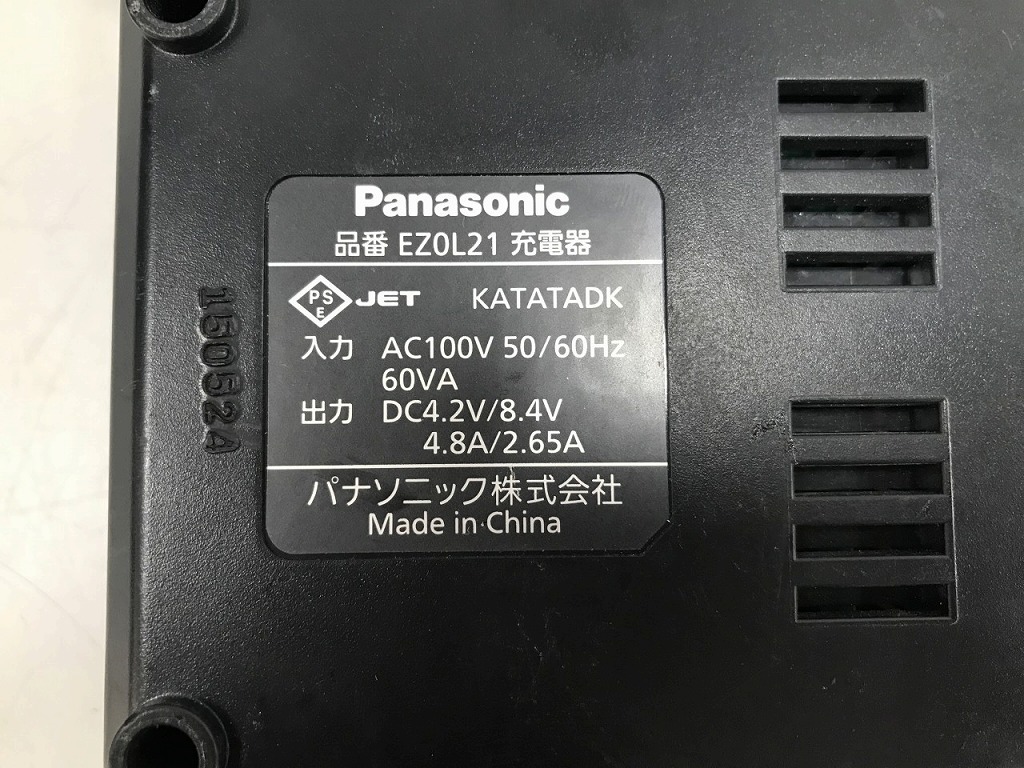 Panasonic
品番 EZ0L21 充電器
PS
E
JET KATATADK
入力 AC100V 50/60Hz
60VA
出力 DC4.2V/8.4V
4.8A/2.65A
パナソニック株式会社
Made in China
150524